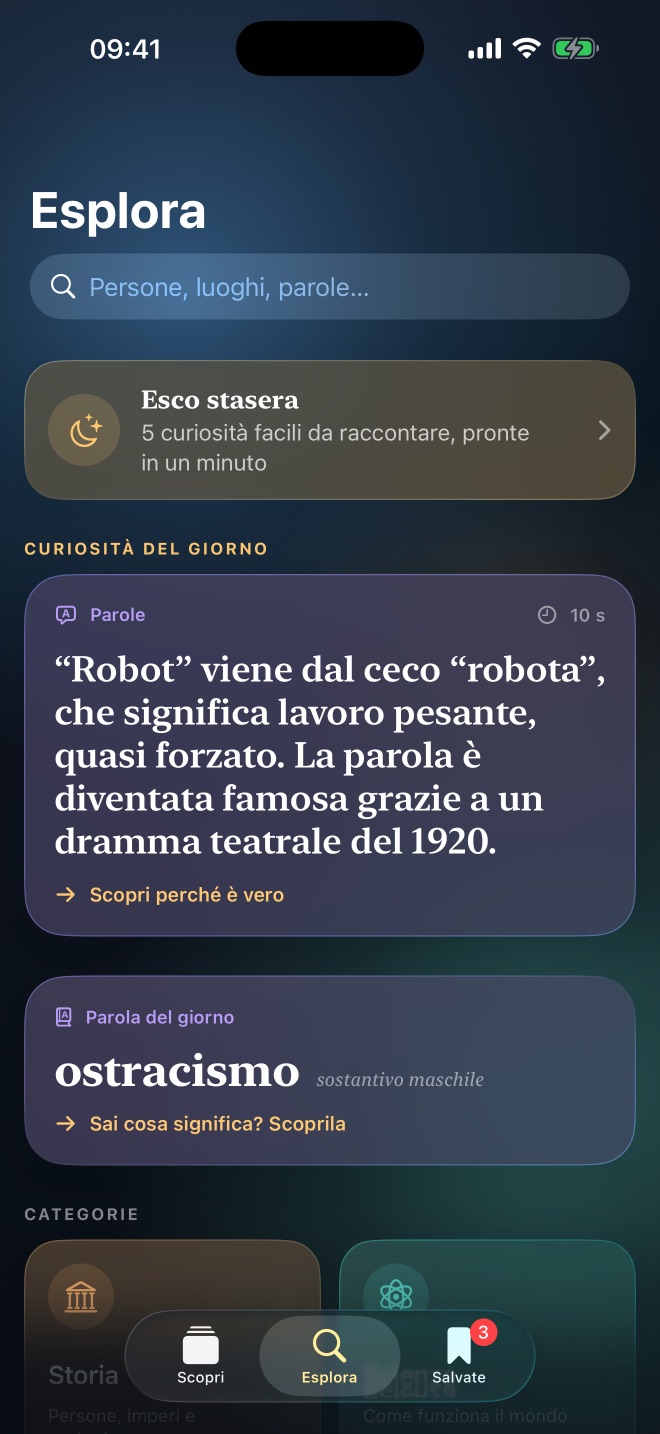 09:41
Esplora
Persone, luoghi, parole...
Esco stasera
5 curiosità facili da raccontare, pronte
in un minuto
CURIOSITÀ DEL GIORNO
Parole
10 s
“Robot” viene dal ceco “robota”,
che significa lavoro pesante,
quasi forzato. La parola è
diventata famosa grazie a un
dramma teatrale del 1920.
Scopri perché è vero
Parola del giorno
ostracismo sostantivo maschile
Sai cosa significa? Scoprila
CATEGORIE
Storia
Persone, imperi e
Come funziona il mondo
Scopri
Esplora
Salvate
3